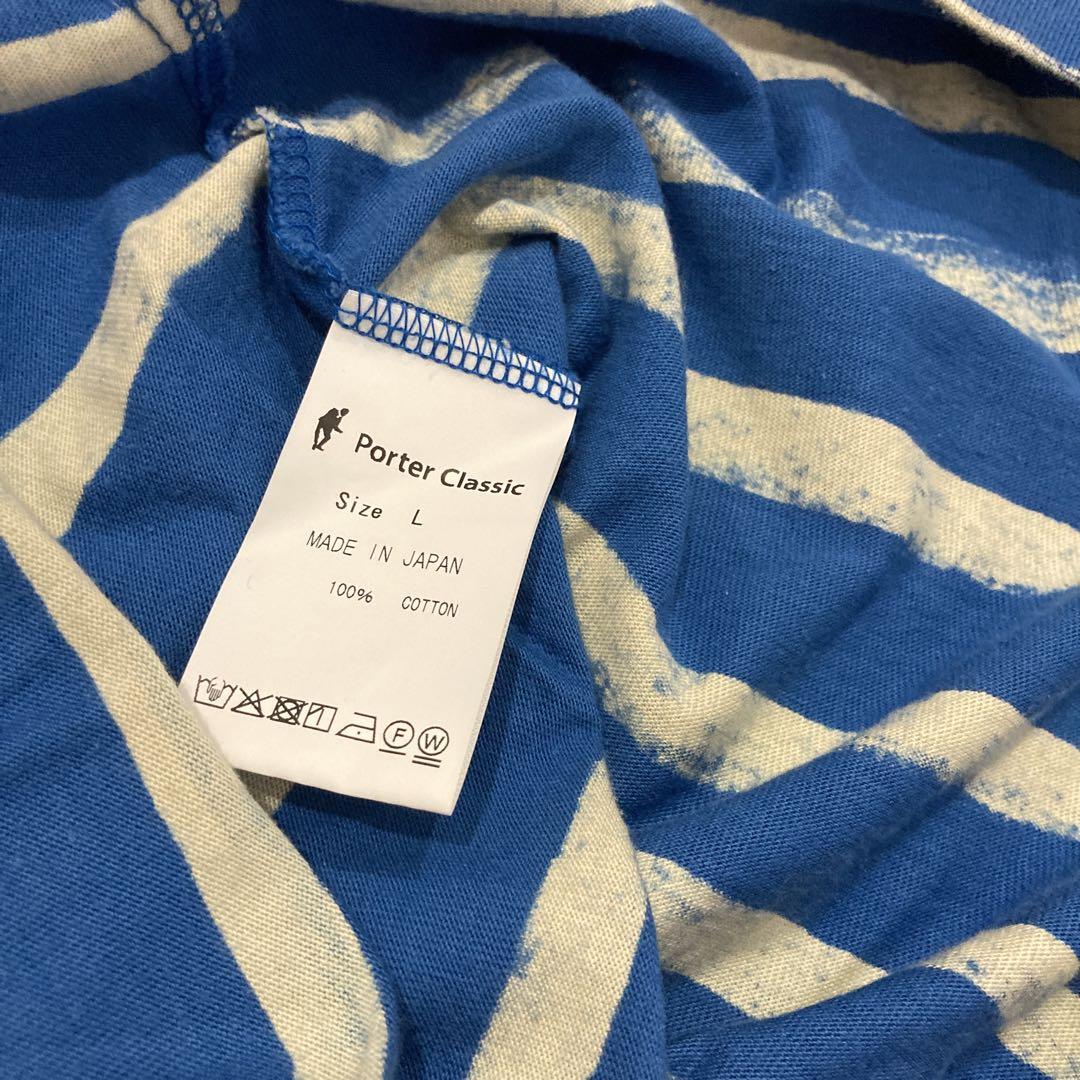 Porter Classic
Size L
MADE IN JAPAN
100% COTTON
F W